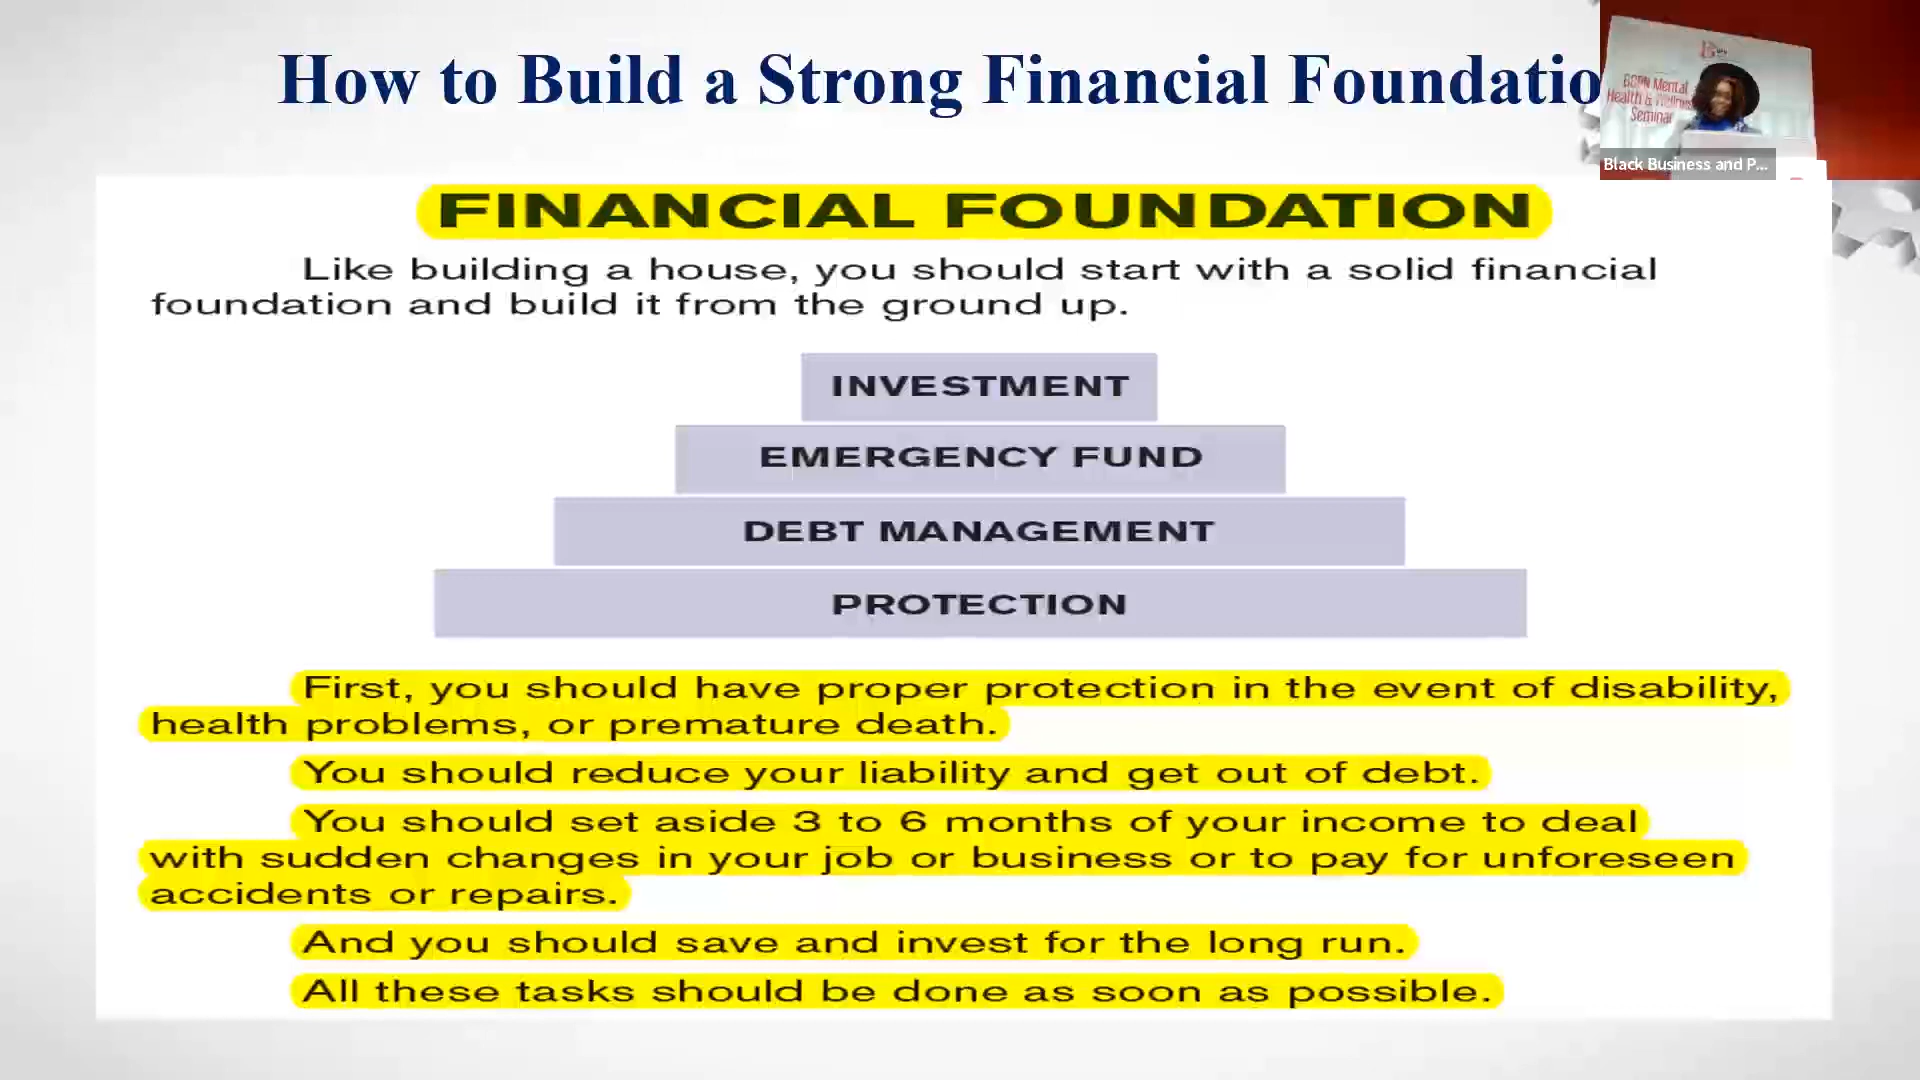 How to Build a Strong Financial Foundatio
BCPN Mental
Health & Wellness
Seminar
Black Business and P...
FINANCIAL FOUNDATION
Like building a house, you should start with a solid financial
foundation and build it from the ground up.
INVESTMENT
EMERGENCY FUND
DEBT MANAGEMENT
PROTECTION
First, you should have proper protection in the event of disability,
health problems, or premature death.
You should reduce your liability and get out of debt.
You should set aside 3 to 6 months of your income to deal
with sudden changes in your job or business or to pay for unforeseen
accidents or repairs.
And you should save and invest for the long run.
All these tasks should be done as soon as possible.